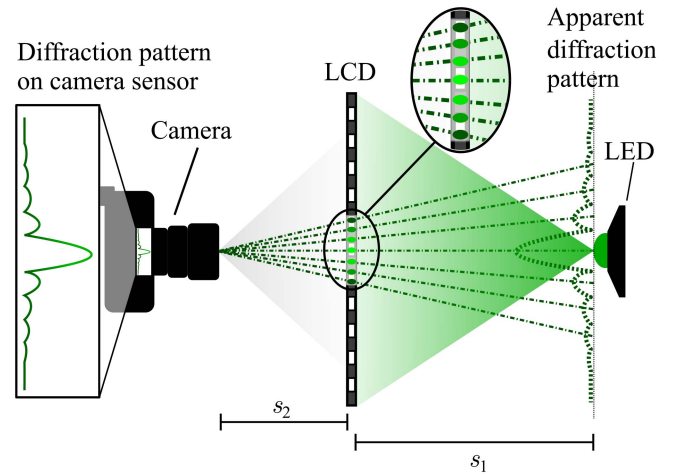 Diffraction pattern
on camera sensor
Camera
LCD
Apparent
diffraction
pattern
LED
s₂
s₁